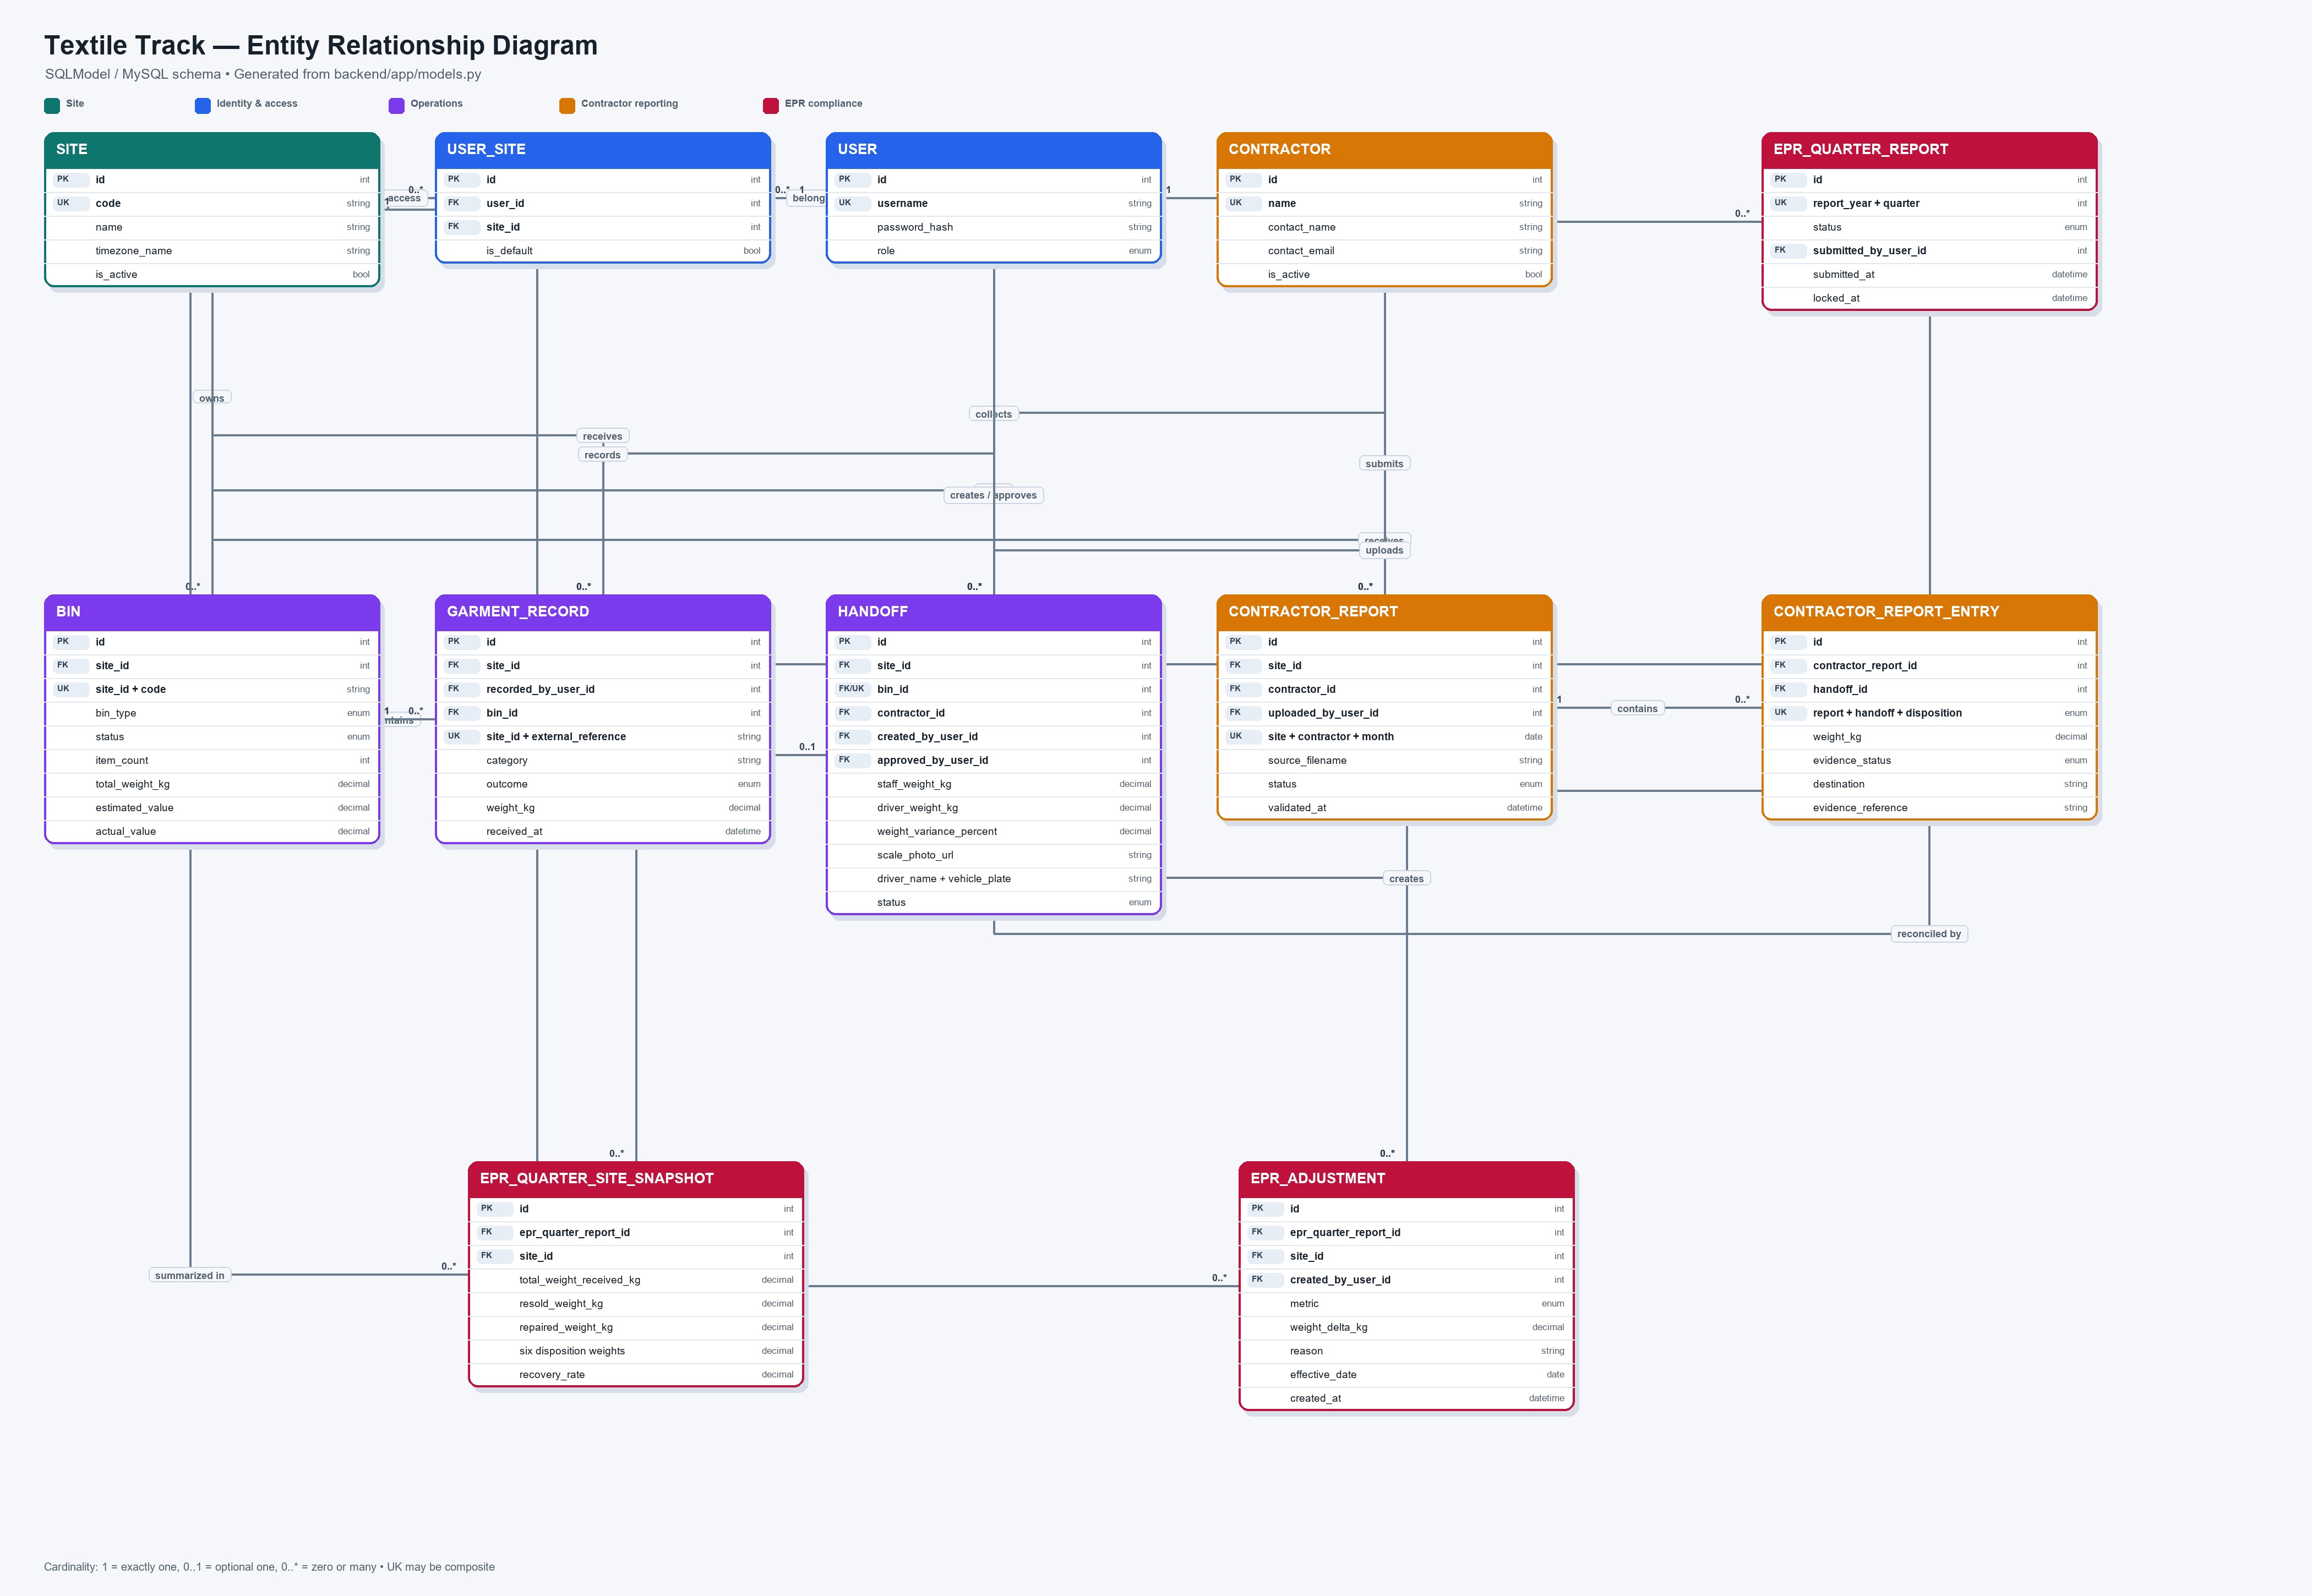 Textile Track — Entity Relationship Diagram
SQLModel / MySQL schema • Generated from backend/app/models.py
Site
Identity & access
Operations
Contractor reporting
EPR compliance
SITE
PK id int
UK code string
name string
timezone_name string
is_active bool
access
0..*
1
USER_SITE
PK id int
FK user_id int
FK site_id int
is_default bool
0..*
1
belong
USER
PK id int
UK username string
password_hash string
role enum
1
CONTRACTOR
PK id int
UK name string
contact_name string
contact_email string
is_active bool
0..*
EPR_QUARTER_REPORT
PK id int
UK report_year + quarter int
status enum
FK submitted_by_user_id int
submitted_at datetime
locked_at datetime
owns
collects
receives
records
submits
creates / approves
receives
uploads
0..*
0..*
0..*
0..*
BIN
PK id int
FK site_id int
UK site_id + code string
bin_type enum
status enum
item_count int
total_weight_kg decimal
estimated_value decimal
actual_value decimal
1
0..*
ntains
GARMENT_RECORD
PK id int
FK site_id int
FK recorded_by_user_id int
FK bin_id int
UK site_id + external_reference string
category string
outcome enum
weight_kg decimal
received_at datetime
0..1
HANDOFF
PK id int
FK site_id int
FK/UK bin_id int
FK contractor_id int
FK created_by_user_id int
FK approved_by_user_id int
staff_weight_kg decimal
driver_weight_kg decimal
weight_variance_percent decimal
scale_photo_url string
driver_name + vehicle_plate string
status enum
CONTRACTOR_REPORT
PK id int
FK site_id int
FK contractor_id int
FK uploaded_by_user_id int
UK site + contractor + month date
source_filename string
status enum
validated_at datetime
1
contains
0..*
CONTRACTOR_REPORT_ENTRY
PK id int
FK contractor_report_id int
FK handoff_id int
UK report + handoff + disposition enum
weight_kg decimal
evidence_status enum
destination string
evidence_reference string
creates
reconciled by
0..*
0..*
summarized in
0..*
EPR_QUARTER_SITE_SNAPSHOT
PK id int
FK epr_quarter_report_id int
FK site_id int
total_weight_received_kg decimal
resold_weight_kg decimal
repaired_weight_kg decimal
six disposition weights decimal
recovery_rate decimal
0..*
EPR_ADJUSTMENT
PK id int
FK epr_quarter_report_id int
FK site_id int
FK created_by_user_id int
metric enum
weight_delta_kg decimal
reason string
effective_date date
created_at datetime
Cardinality: 1 = exactly one, 0..1 = optional one, 0..* = zero or many • UK may be composite